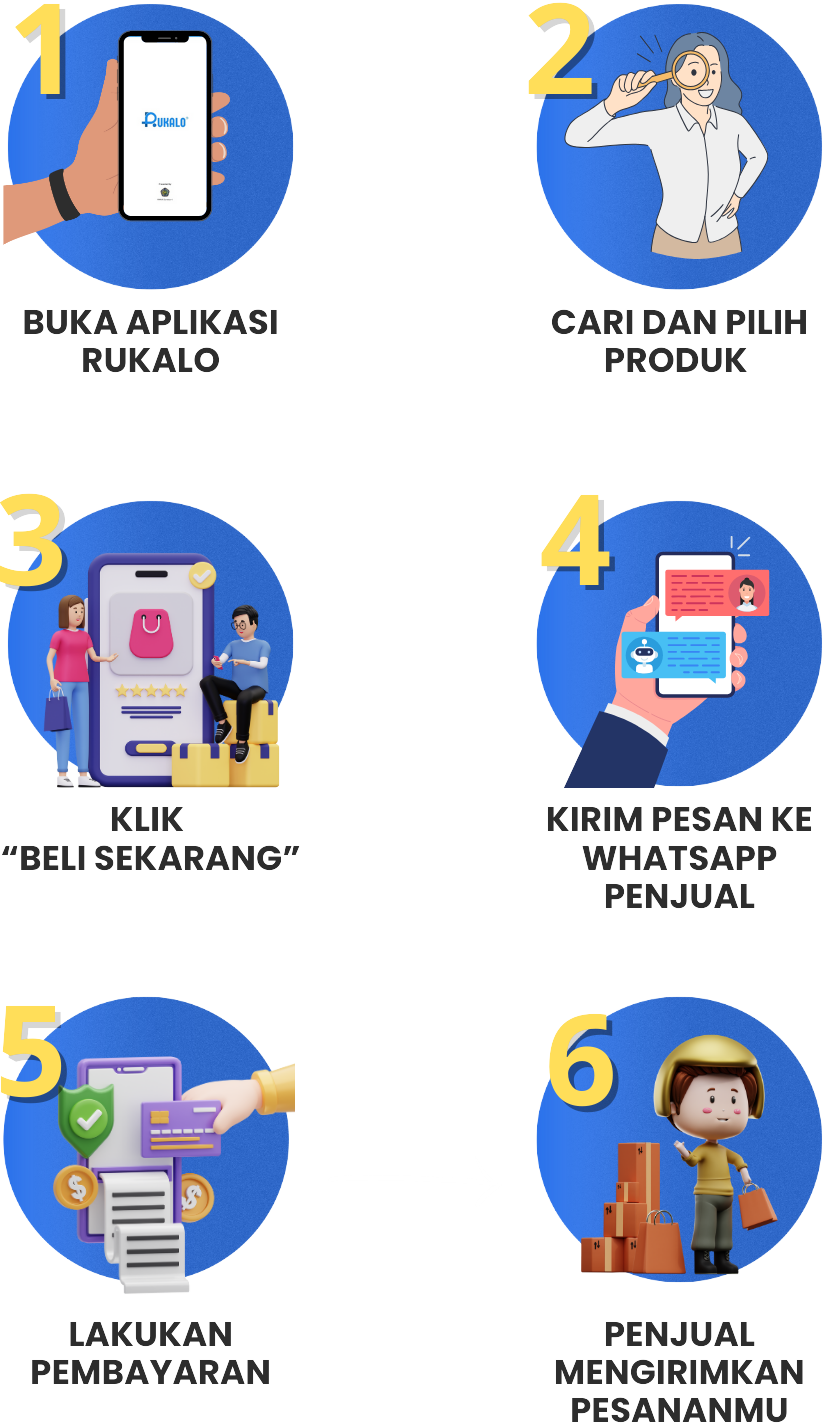 1
RUKALO
BUKA APLIKASI
RUKALO
2
CARI DAN PILIH
PRODUK
3
KLIK
“BELI SEKARANG”
4
KIRIM PESAN KE
WHATSAPP
PENJUAL
5
$
$
LAKUKAN
PEMBAYARAN
6
PENJUAL
MENGIRIMKAN
PESANANMU